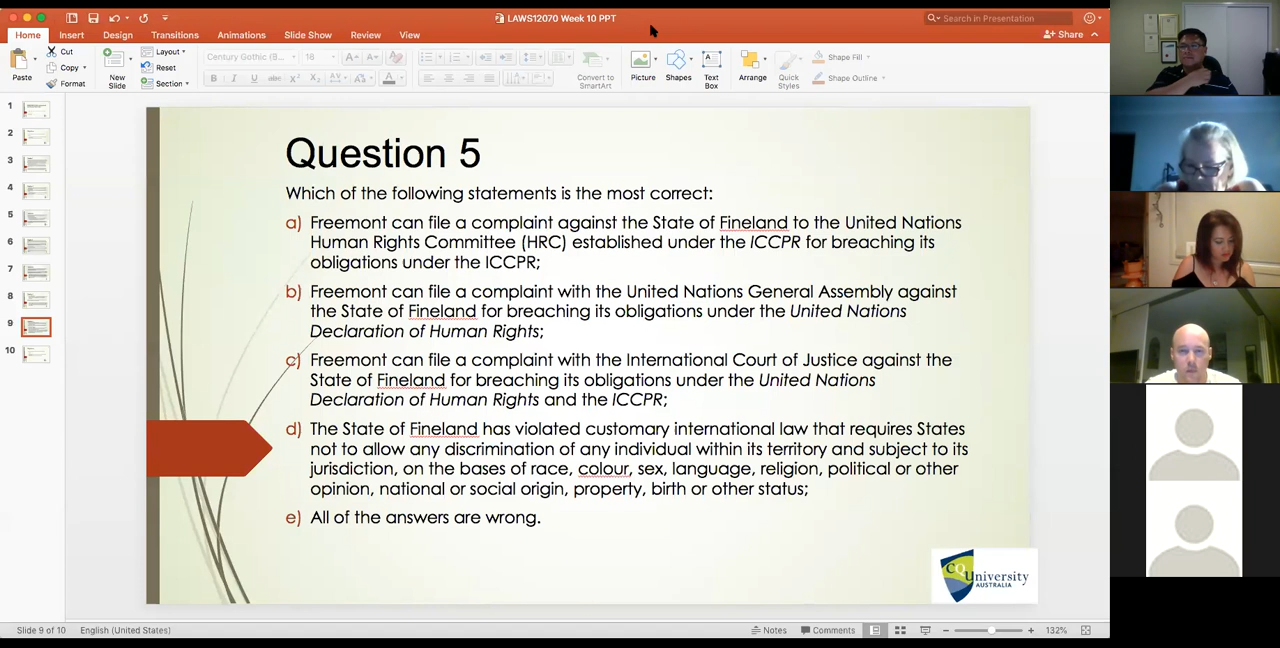 LAWS12070 Week 10 PPT
Search in Presentation
Home Insert Design Transitions Animations Slide Show Review View
Share
Paste
Cut
Copy
Format
New Slide
Layout
Reset
Section
Century Gothic (B...
18
Convert to SmartArt
Picture
Shapes
Text Box
Arrange
Quick Styles
Shape Fill
Shape Outline
1
2
3
4
5
6
7
8
9
10
Question 5
Which of the following statements is the most correct:
a) Freemont can file a complaint against the State of Fineland to the United Nations
Human Rights Committee (HRC) established under the ICCPR for breaching its
obligations under the ICCPR;
b) Freemont can file a complaint with the United Nations General Assembly against
the State of Fineland for breaching its obligations under the United Nations
Declaration of Human Rights;
c) Freemont can file a complaint with the International Court of Justice against the
State of Fineland for breaching its obligations under the United Nations
Declaration of Human Rights and the ICCPR;
d) The State of Fineland has violated customary international law that requires States
not to allow any discrimination of any individual within its territory and subject to its
jurisdiction, on the bases of race, colour, sex, language, religion, political or other
opinion, national or social origin, property, birth or other status;
e) All of the answers are wrong.
CQUniversity
AUSTRALIA
Slide 9 of 10 English (United States)
Notes Comments 132%